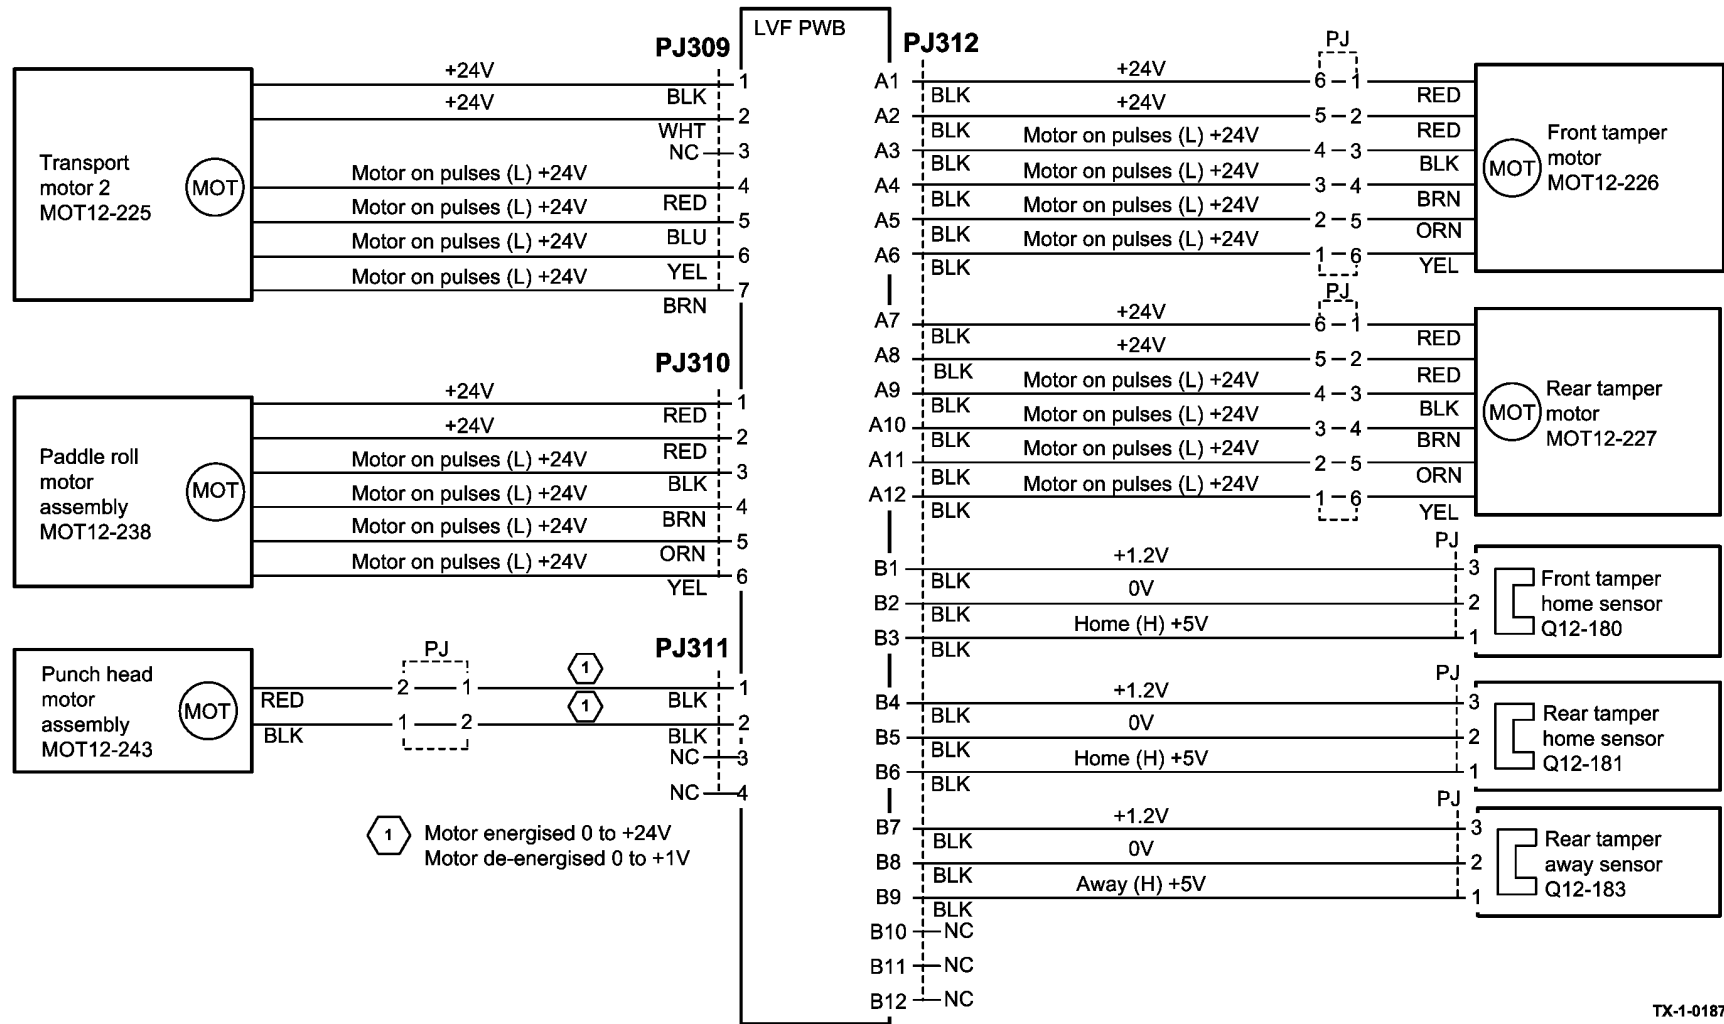 LVF PWB
PJ309
Transport
motor 2
MOT12-225
MOT
+24V
BLK
1
+24V
WHT
2
NC
3
Motor on pulses (L) +24V
RED
4
Motor on pulses (L) +24V
BLU
5
Motor on pulses (L) +24V
YEL
6
Motor on pulses (L) +24V
BRN
7
PJ310
Paddle roll
motor
assembly
MOT12-238
MOT
+24V
RED
1
+24V
RED
2
Motor on pulses (L) +24V
BLK
3
Motor on pulses (L) +24V
BRN
4
Motor on pulses (L) +24V
ORN
5
Motor on pulses (L) +24V
YEL
6
PJ311
Punch head
motor
assembly
MOT12-243
MOT
PJ
RED
2
1
1
BLK
1
BLK
1
2
1
BLK
2
NC
3
NC
4
1
Motor energised 0 to +24V
Motor de-energised 0 to +1V
PJ312
PJ
A1
BLK
+24V
6
1
RED
A2
BLK
+24V
5
2
RED
A3
BLK
Motor on pulses (L) +24V
4
3
BLK
A4
BLK
Motor on pulses (L) +24V
3
4
BRN
A5
BLK
Motor on pulses (L) +24V
2
5
ORN
A6
BLK
Motor on pulses (L) +24V
1
6
YEL
MOT
Front tamper
motor
MOT12-226
PJ
A7
BLK
+24V
6
1
RED
A8
BLK
+24V
5
2
RED
A9
BLK
Motor on pulses (L) +24V
4
3
BLK
A10
BLK
Motor on pulses (L) +24V
3
4
BRN
A11
BLK
Motor on pulses (L) +24V
2
5
ORN
A12
BLK
Motor on pulses (L) +24V
1
6
YEL
MOT
Rear tamper
motor
MOT12-227
PJ
B1
BLK
+1.2V
3
B2
BLK
0V
2
B3
BLK
Home (H) +5V
1
Front tamper
home sensor
Q12-180
PJ
B4
BLK
+1.2V
3
B5
BLK
0V
2
B6
BLK
Home (H) +5V
1
Rear tamper
home sensor
Q12-181
PJ
B7
BLK
+1.2V
3
B8
BLK
0V
2
B9
BLK
Away (H) +5V
1
Rear tamper
away sensor
Q12-183
B10
NC
B11
NC
B12
NC
TX-1-0187